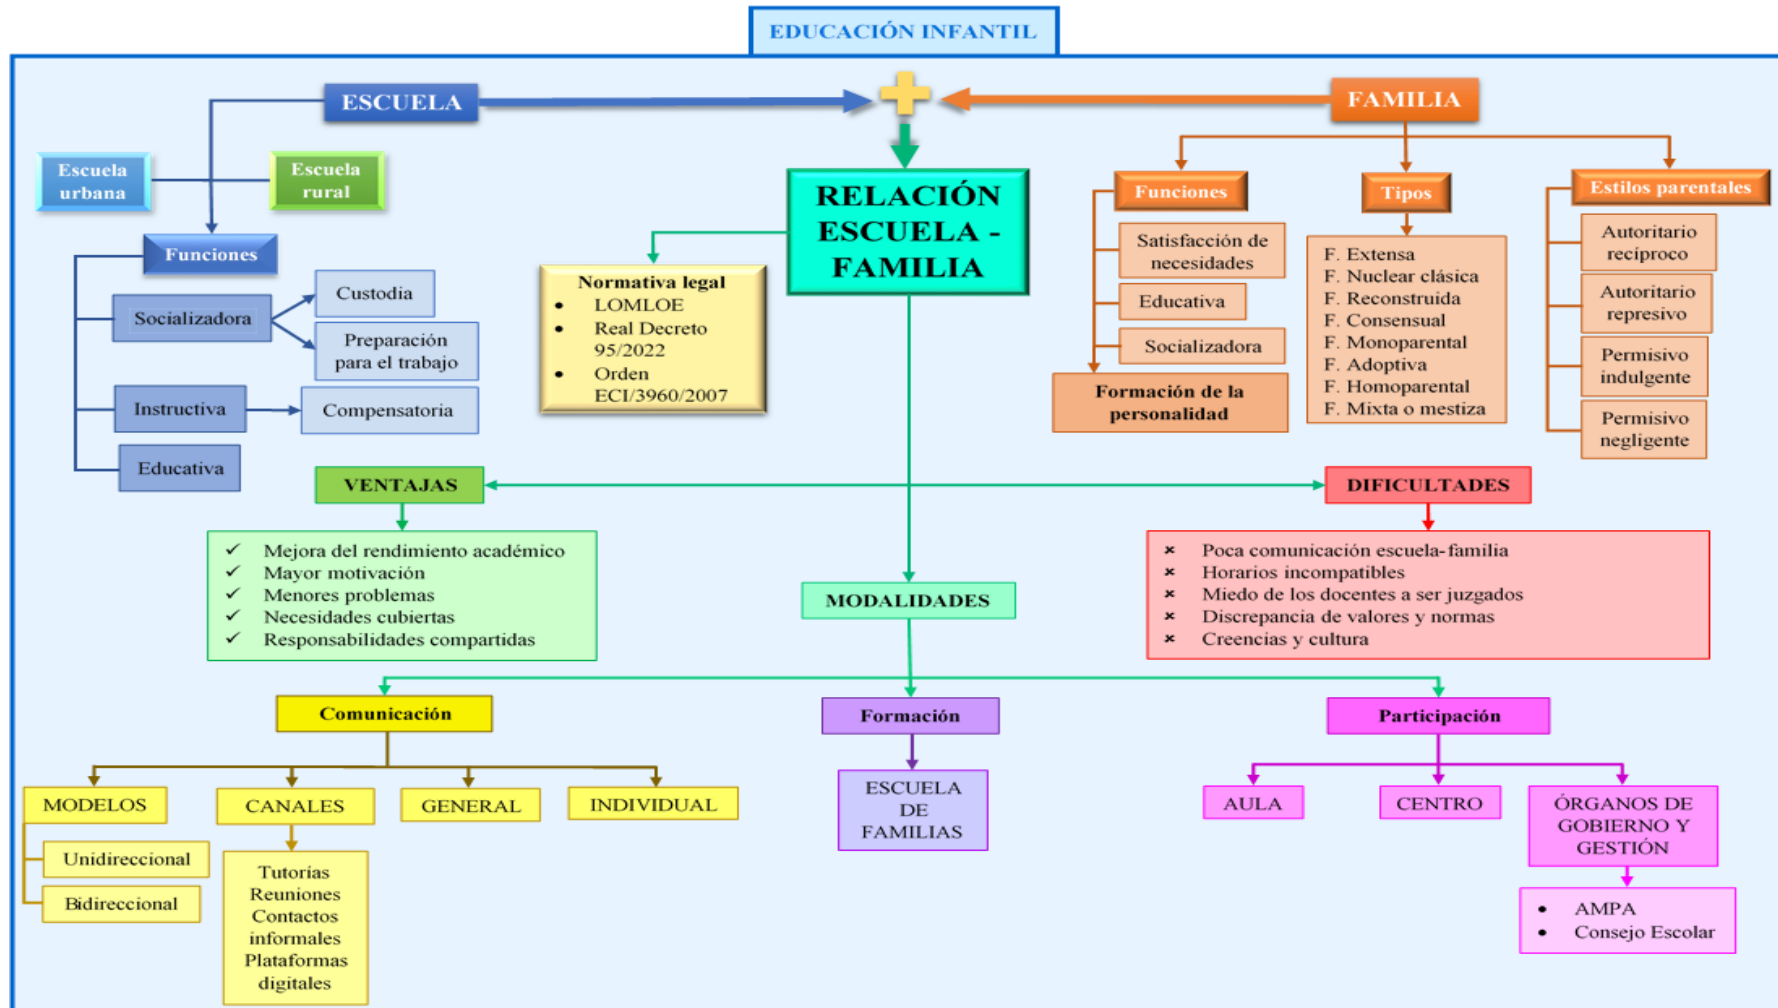 EDUCACIÓN INFANTIL
ESCUELA
FAMILIA
Escuela
urbana
Escuela
rural
Funciones
Socializadora
Custodia
Preparación
para el trabajo
Instructiva
Compensatoria
Educativa
RELACIÓN
ESCUELA -
FAMILIA
Normativa legal
• LOMLOE
• Real Decreto
95/2022
• Orden
ECI/3960/2007
Funciones
Satisfacción de
necesidades
Educativa
Socializadora
Formación de la
personalidad
Tipos
F. Extensa
F. Nuclear clásica
F. Reconstruida
F. Consensual
F. Monoparental
F. Adoptiva
F. Homoparental
F. Mixta o mestiza
Estilos parentales
Autoritario
recíproco
Autoritario
represivo
Permisivo
indulgente
Permisivo
negligente
VENTAJAS
✓ Mejora del rendimiento académico
✓ Mayor motivación
✓ Menores problemas
✓ Necesidades cubiertas
✓ Responsabilidades compartidas
DIFICULTADES
× Poca comunicación escuela-familia
× Horarios incompatibles
× Miedo de los docentes a ser juzgados
× Discrepancia de valores y normas
× Creencias y cultura
MODALIDADES
Comunicación
MODELOS
Unidireccional
Bidireccional
CANALES
Tutorías
Reuniones
Contactos
informales
Plataformas
digitales
GENERAL
INDIVIDUAL
Formación
ESCUELA
DE
FAMILIAS
Participación
AULA
CENTRO
ÓRGANOS DE
GOBIERNO Y
GESTIÓN
• AMPA
• Consejo Escolar